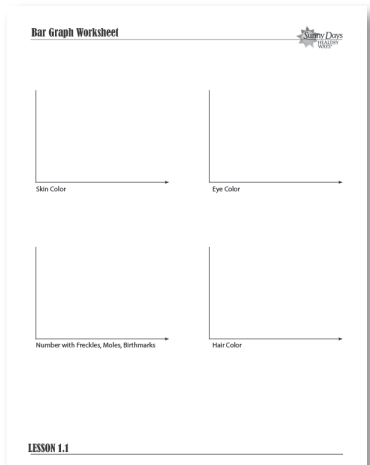 Bar Graph Worksheet
Sunny Days
HEALTHY
WAYS
Skin Color
Eye Color
Number with Freckles, Moles, Birthmarks
Hair Color
LESSON 1.1